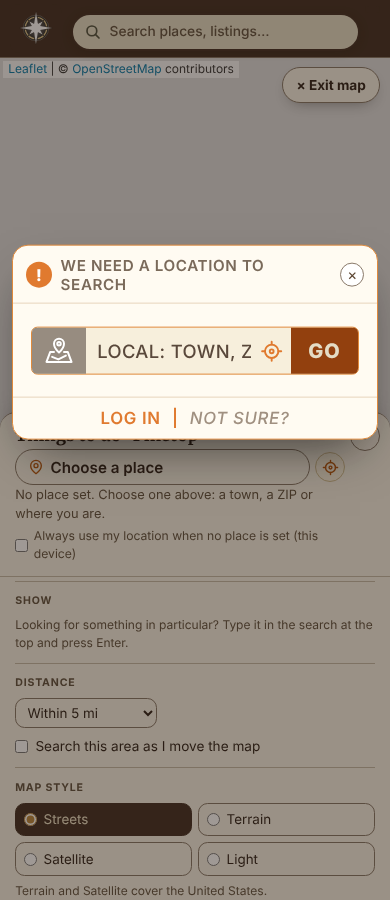 Search places, listings...
Leaflet | © OpenStreetMap contributors
× Exit map
WE NEED A LOCATION TO
SEARCH
LOCAL: TOWN, Z
GO
LOG IN | NOT SURE?
Choose a place
No place set. Choose one above: a town, a ZIP or
where you are.
Always use my location when no place is set (this
device)
SHOW
Looking for something in particular? Type it in the search at the
top and press Enter.
DISTANCE
Within 5 mi
Search this area as I move the map
MAP STYLE
Streets
Terrain
Satellite
Light
Terrain and Satellite cover the United States.